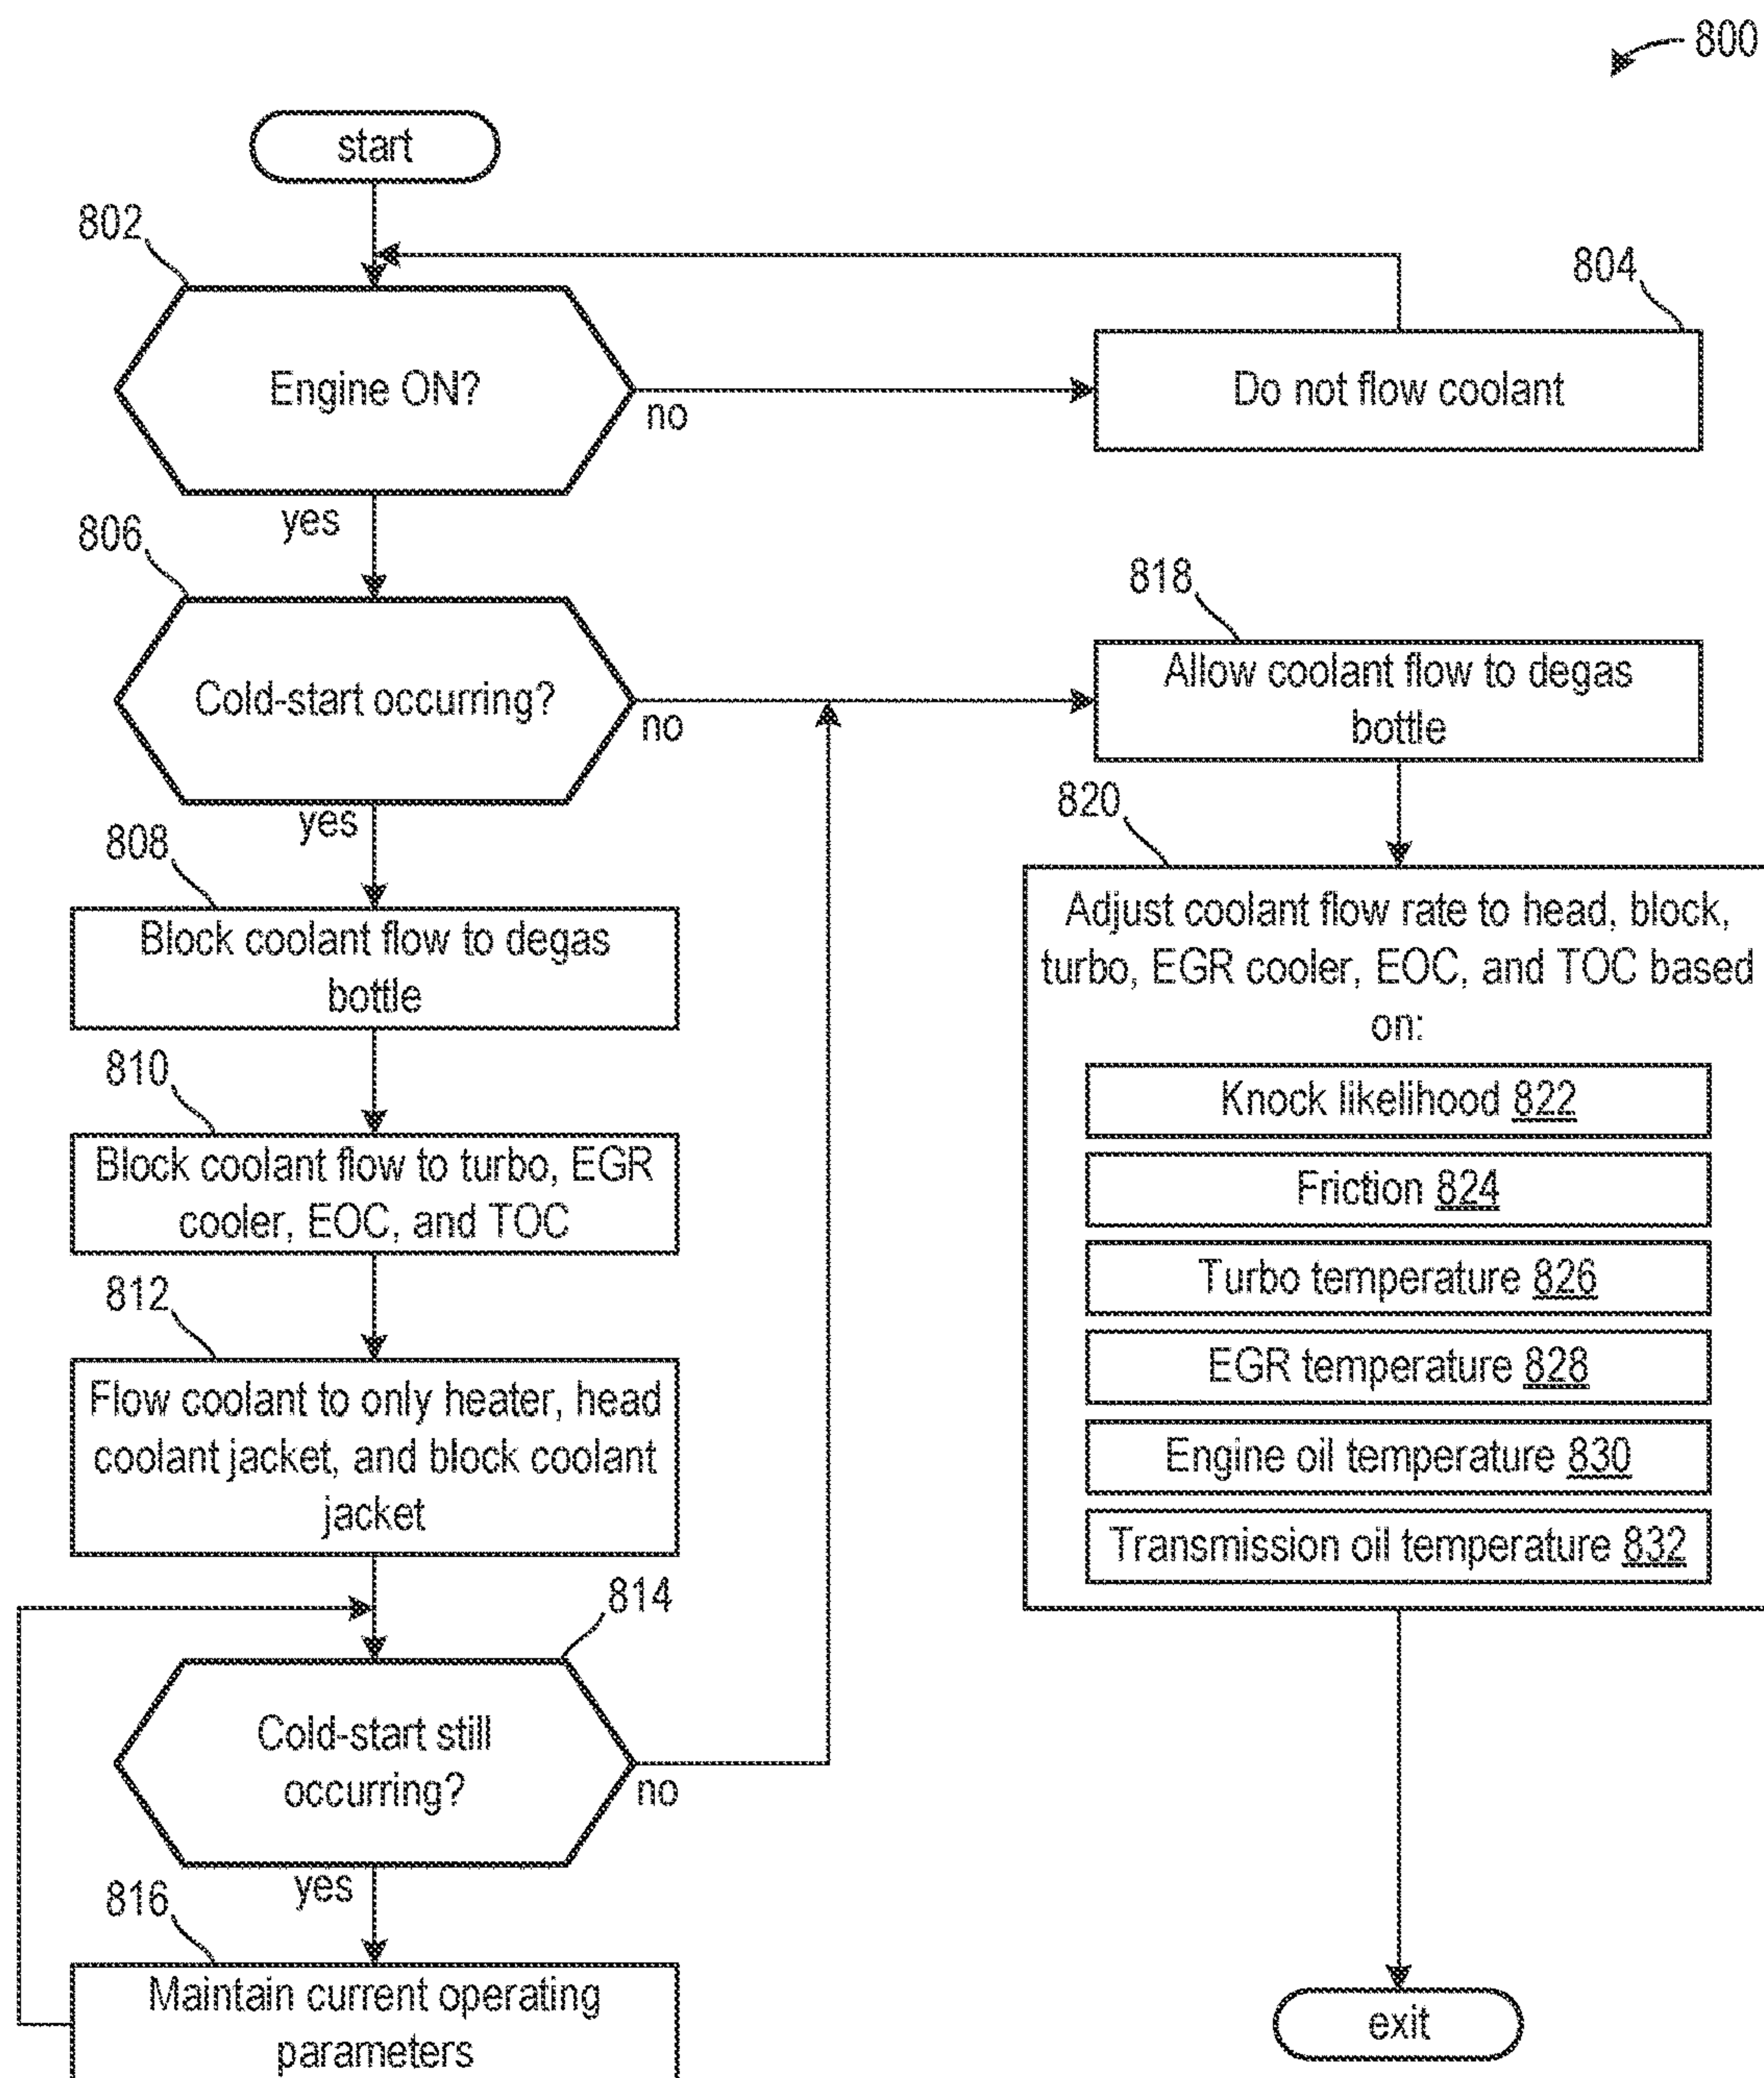 800
start
802
804
Engine ON?
Do not flow coolant
no
yes
806
818
Cold-start occurring?
Allow coolant flow to degas
bottle
no
yes
808
820
Block coolant flow to degas
bottle
Adjust coolant flow rate to head, block,
turbo, EGR cooler, EOC, and TOC based
on:
810
Knock likelihood 822
Block coolant flow to turbo, EGR
cooler, EOC, and TOC
Friction 824
Turbo temperature 826
812
EGR temperature 828
Flow coolant to only heater, head
coolant jacket, and block coolant
jacket
Engine oil temperature 830
Transmission oil temperature 832
814
Cold-start still
occurring?
no
yes
816
Maintain current operating
parameters
exit